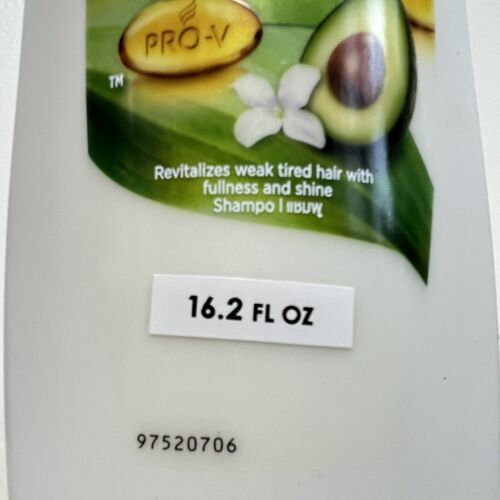 PRO-V
TM
Revitalizes weak tired hair with
fullness and shine
Shampo | แชมพู
16.2 FL OZ
97520706